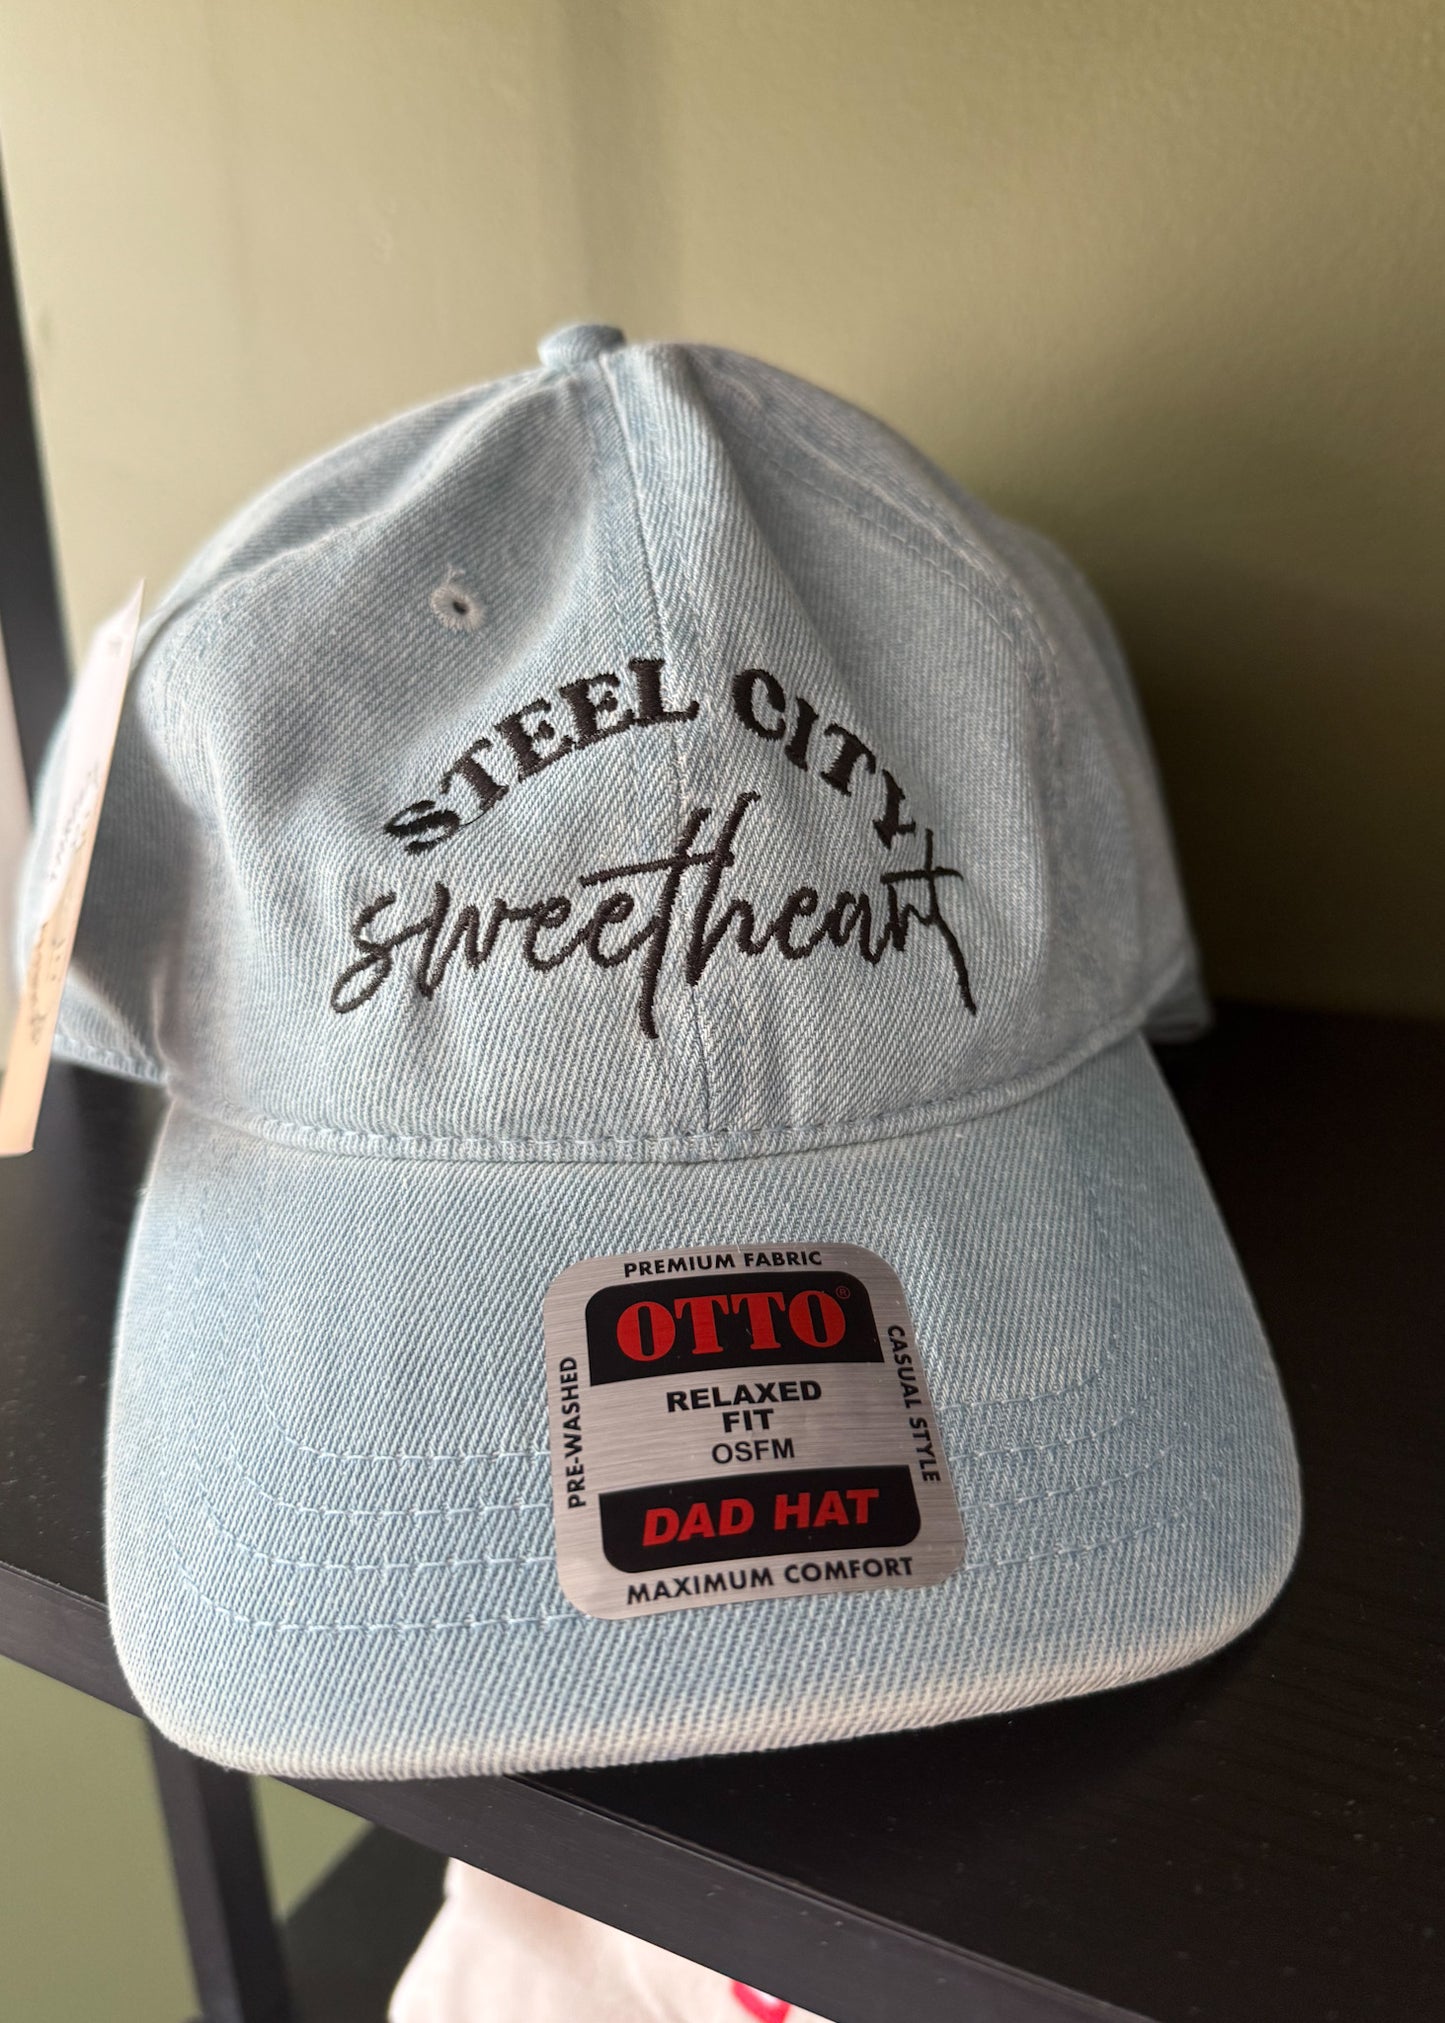 STEEL CITY
sweetheart
PREMIUM FABRIC
OTTO®
PRE-WASHED
CASUAL STYLE
RELAXED
FIT
OSFM
DAD HAT
MAXIMUM COMFORT